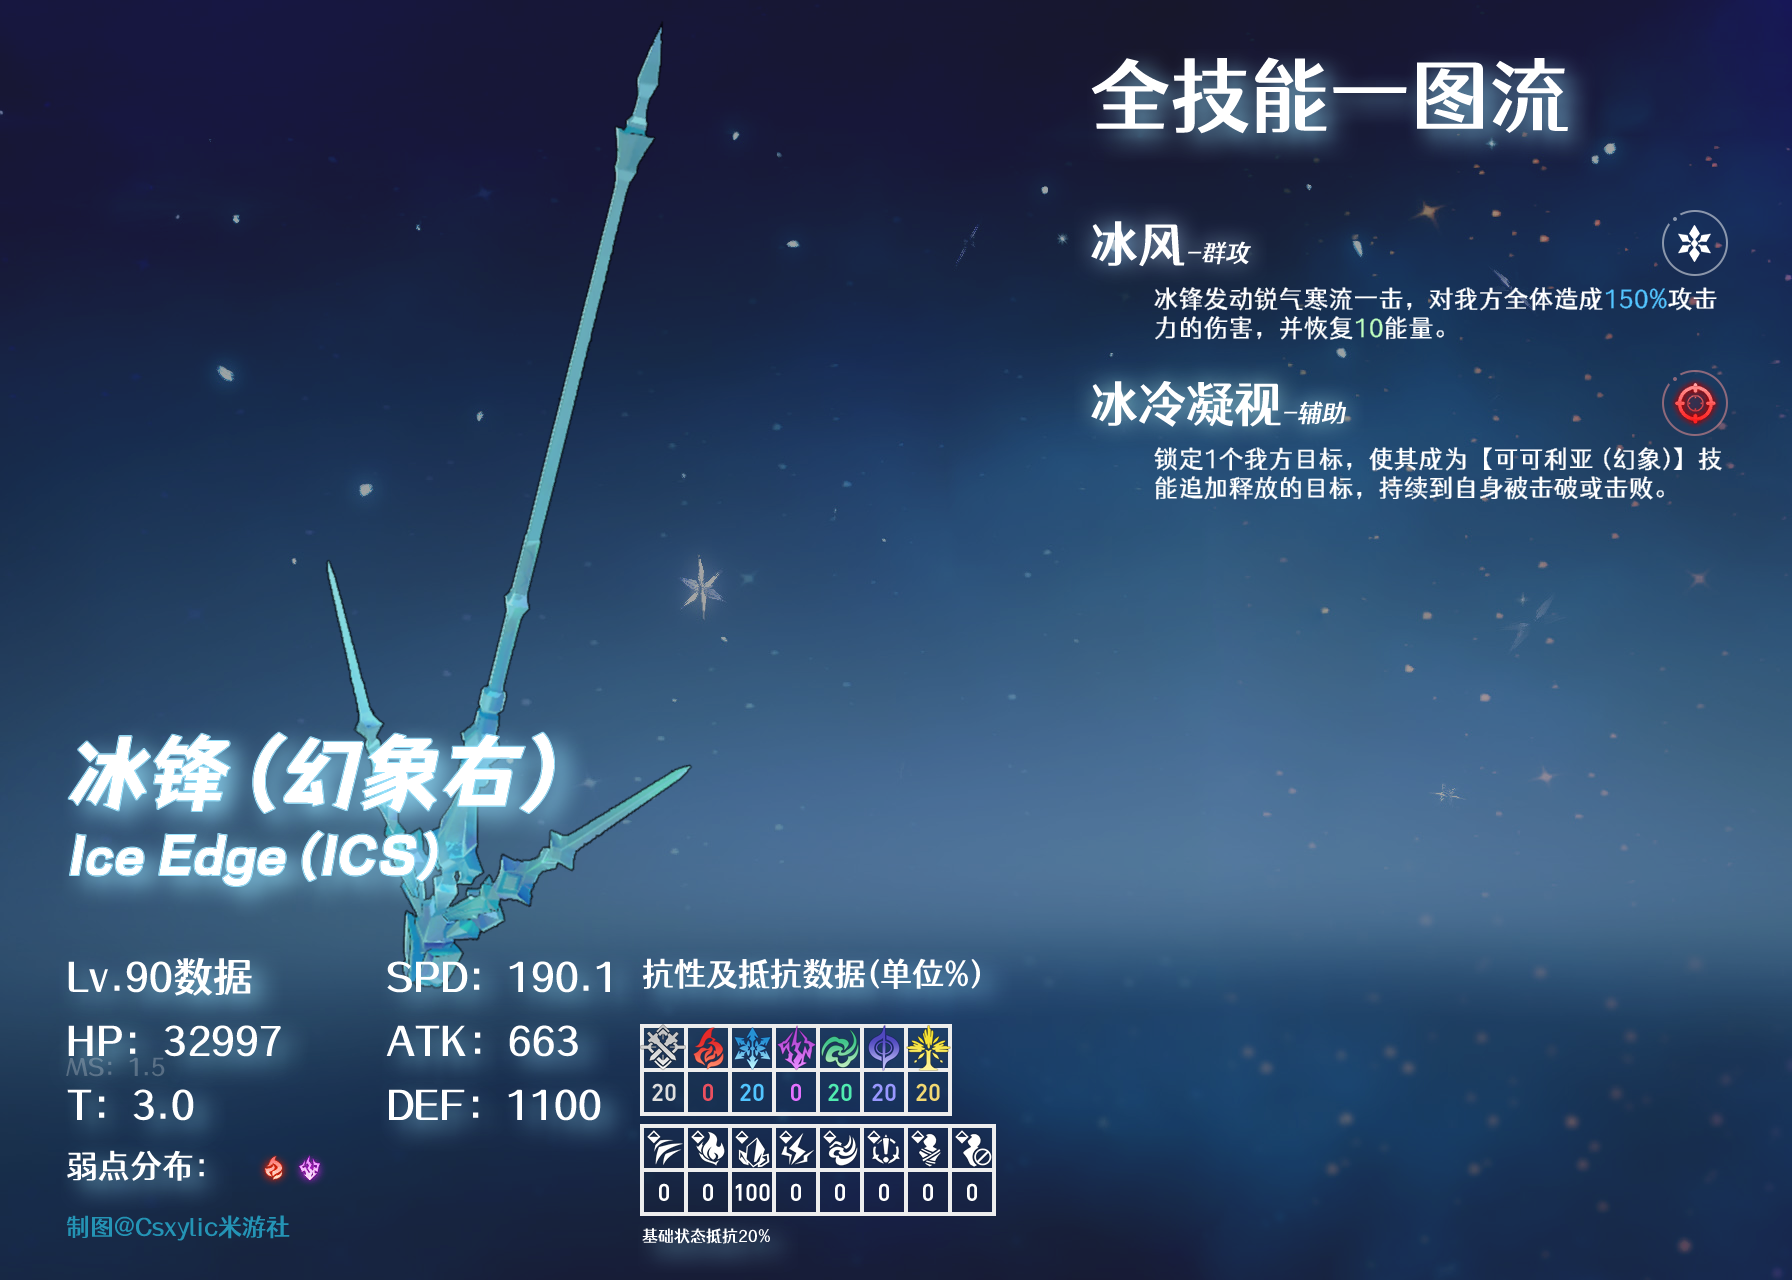 全技能一图流
冰风-群攻
冰锋发动锐气寒流一击，对我方全体造成150%攻击
力的伤害，并恢复10能量。
冰冷凝视-辅助
锁定1个我方目标，使其成为【可可利亚（幻象）】技
能追加释放的目标，持续到自身被击破或击败。
冰锋（幻象右）
Ice Edge (ICS)
Lv.90数据
SPD：190.1
HP：32997
ATK：663
MS：1.5
T：3.0
DEF：1100
弱点分布：
制图@Csxylic米游社
抗性及抵抗数据(单位%)
20 0 20 0 20 20 20
0 0 100 0 0 0 0 0
基础状态抵抗20%